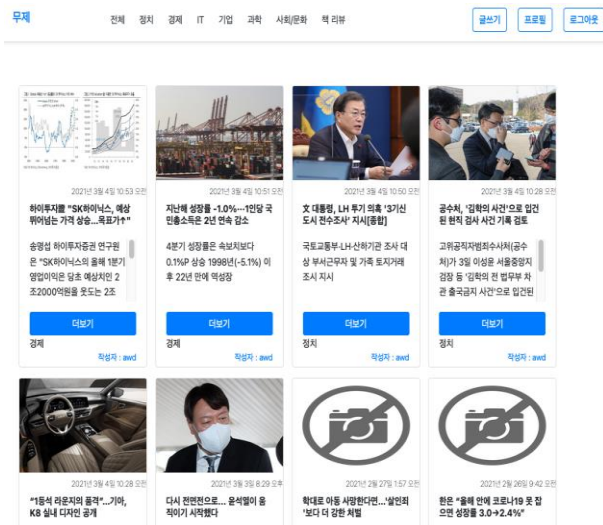 무제
전체 정치 경제 IT 기업 과학 사회/문화 책 리뷰
글쓰기 프로필 로그아웃
2021년 3월 4일 10:53 오전
하이투자證 "SK하이닉스, 예상
뛰어넘는 가격 상승...목표가↑"
송명섭 하이투자증권 연구원
은 "SK하이닉스의 올해 1분기
영업이익은 당초 예상치인 2
조2000억원을 웃도는 2조
더보기
경제
작성자 : awd
2021년 3월 4일 10:51 오전
지난해 성장률 -1.0%…1인당 국
민총소득은 2년 연속 감소
4분기 성장률은 속보치보다
0.1%P 상승 1998년(-5.1%) 이
후 22년 만에 역성장
더보기
경제
작성자 : awd
2021년 3월 4일 10:50 오전
文 대통령, LH 투기 의혹 '3기신
도시 전수조사' 지시[종합]
국토교통부·LH·산하기관 조사 대
상 부서근무자 및 가족 토지거래
조사 지시
더보기
정치
작성자 : awd
2021년 3월 4일 10:28 오전
공수처, '김학의 사건'으로 입건
된 현직 검사 사건 기록 검토
고위공직자범죄수사처(공수
처)가 3일 이성윤 서울중앙지
검장 등 '김학의 전 법무부 차
관 출국금지 사건'으로 입건된
더보기
정치
작성자 : awd
2021년 3월 4일 10:28 오전
"1등석 라운지의 품격"...기아,
K8 실내 디자인 공개
2021년 3월 3일 8:29 오후
다시 전면전으로... 윤석열이 움
직이기 시작했다
2021년 2월 27일 1:57 오전
학대로 아동 사망한다면...'살인죄
'보다 더 강한 처벌
2021년 2월 26일 9:42 오전
한은 "올해 안에 코로나19 못 잡
으면 성장률 3.0→2.4%"